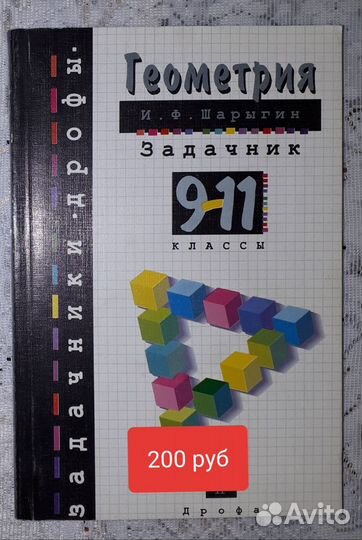 Геометрия
И.Ф.Шарыгин
Задачник
9-11
классы
задачники·дрофы·
200 руб
Дрофа
Avito